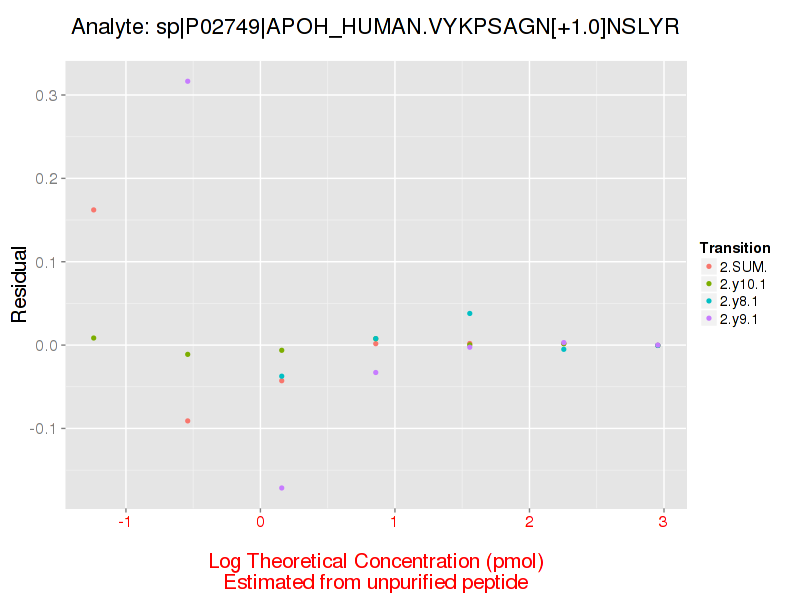 Analyte: sp|P02749|APOH_HUMAN.VYKPSAGN[+1.0]NSLYR
0.3
0.2
0.1
0.0
-0.1
Residual
-1
0
1
2
3
Log Theoretical Concentration (pmol)
Estimated from unpurified peptide
Transition
2.SUM.
2.y10.1
2.y8.1
2.y9.1